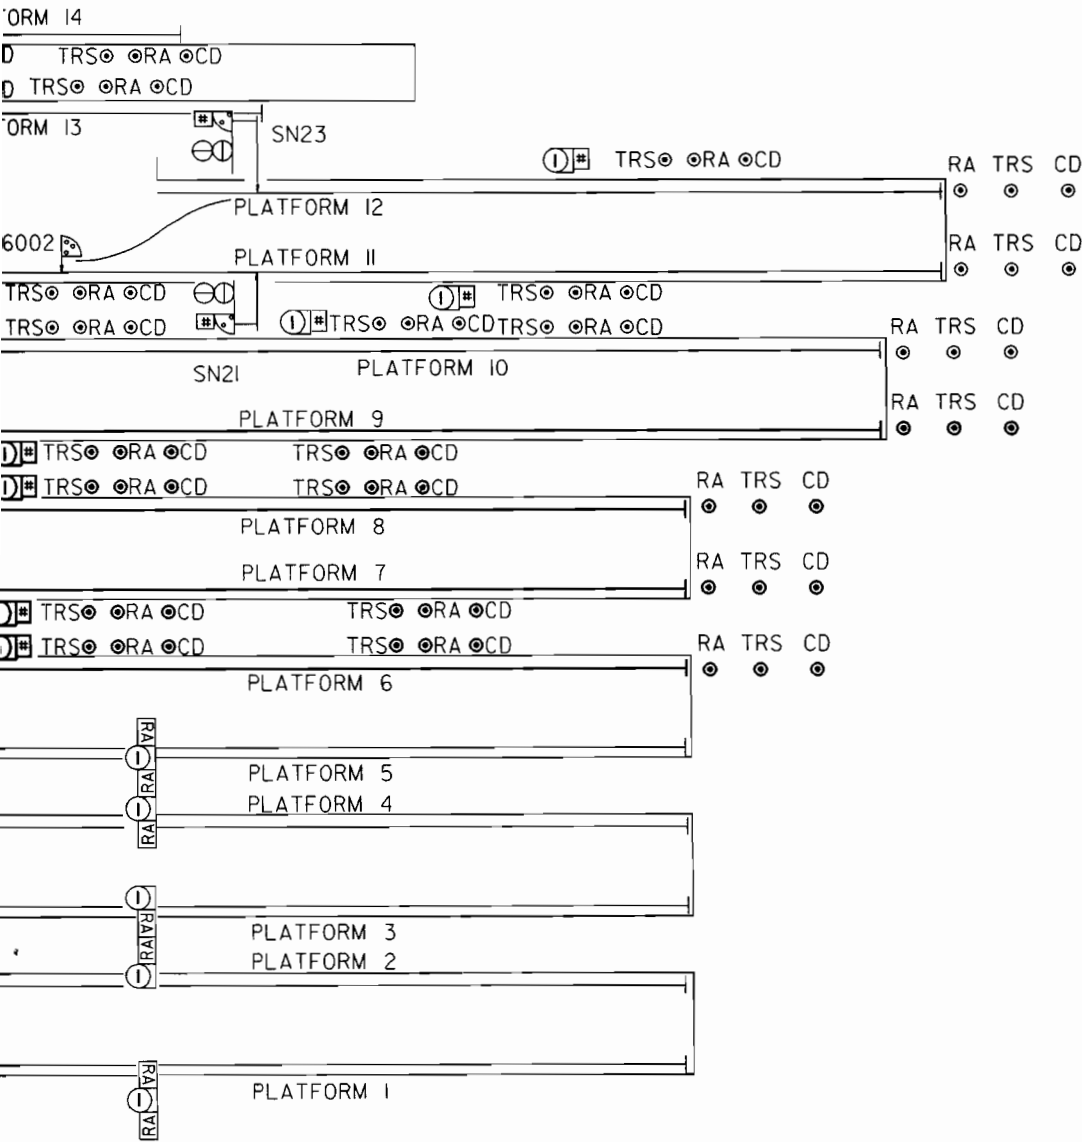 ORM 14
D TRS RA CD
D TRS RA CD
ORM 13
#
SN23
# TRS RA CD
RA TRS CD
PLATFORM 12
6002
RA TRS CD
PLATFORM 11
TRS RA CD
# TRS RA CD
TRS RA CD
#
# TRS RA CD TRS RA CD
RA TRS CD
SN21
PLATFORM 10
RA TRS CD
PLATFORM 9
# TRS RA CD TRS RA CD
# TRS RA CD TRS RA CD
RA TRS CD
PLATFORM 8
RA TRS CD
PLATFORM 7
# TRS RA CD TRS RA CD
# TRS RA CD TRS RA CD
RA TRS CD
PLATFORM 6
RA
PLATFORM 5
RA
PLATFORM 4
RA
RA
PLATFORM 3
RA
PLATFORM 2
RA
PLATFORM 1
RA